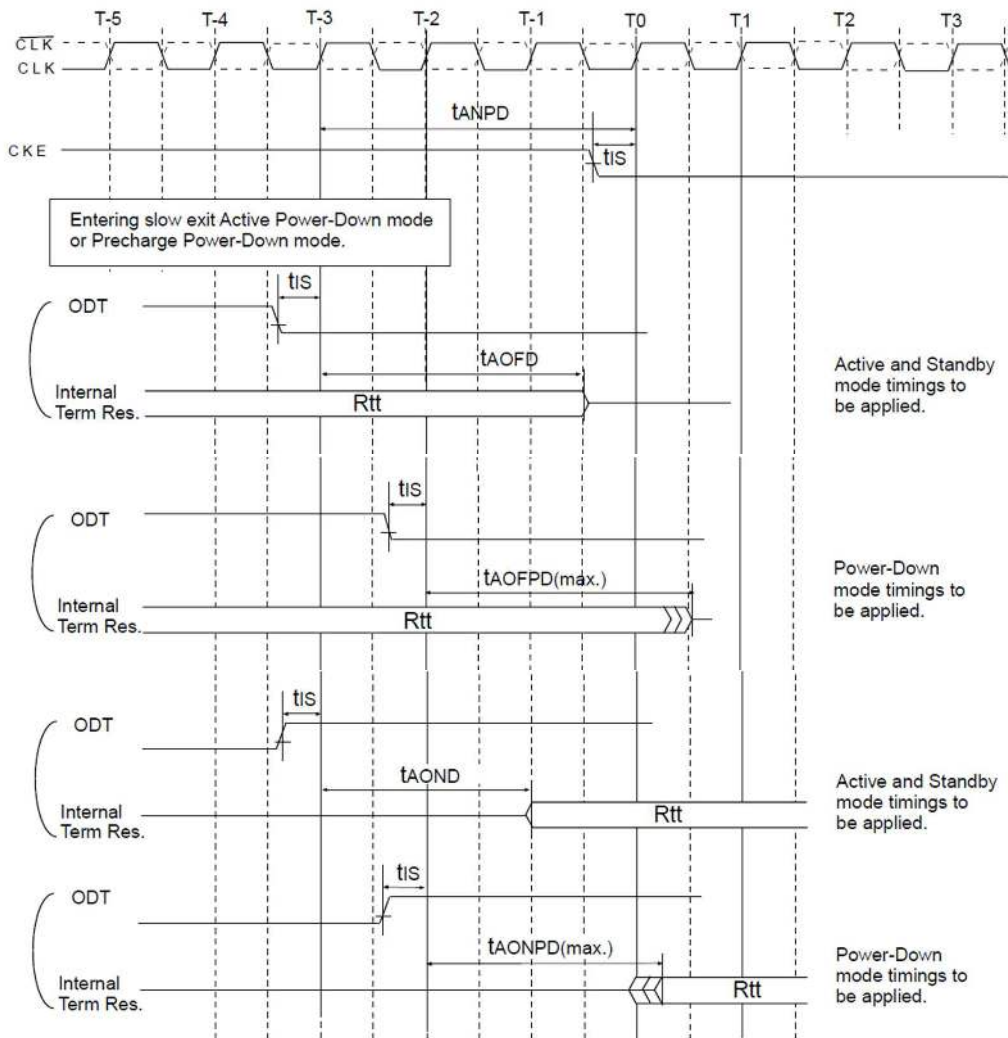 T-5 T-4 T-3 T-2 T-1 T0 T1 T2 T3
CLK
CLK
tANPD
CKE
tIS
Entering slow exit Active Power-Down mode
or Precharge Power-Down mode.
tIS
ODT
tAOFD
Internal
Term Res.
Rtt
Active and Standby
mode timings to
be applied.
tIS
ODT
tAOFPD(max.)
Internal
Term Res.
Rtt
Power-Down
mode timings to
be applied.
tIS
ODT
tAOND
Internal
Term Res.
Rtt
Active and Standby
mode timings to
be applied.
tIS
ODT
tAONPD(max.)
Internal
Term Res.
Rtt
Power-Down
mode timings to
be applied.